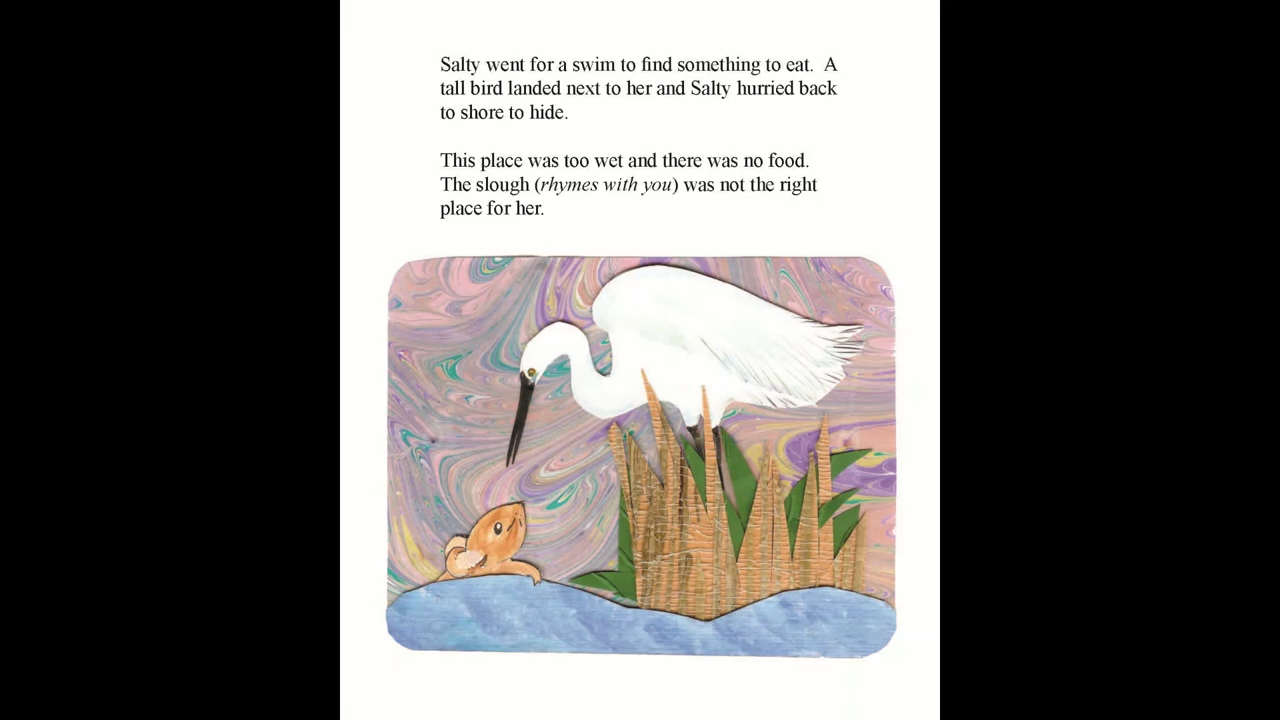 Salty went for a swim to find something to eat.  A
tall bird landed next to her and Salty hurried back
to shore to hide.
This place was too wet and there was no food.
The slough (rhymes with you) was not the right
place for her.